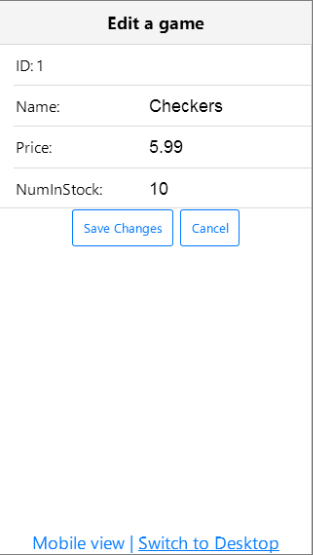 Edit a game
ID: 1
Name: Checkers
Price: 5.99
NumInStock: 10
Save Changes Cancel
Mobile view | Switch to Desktop